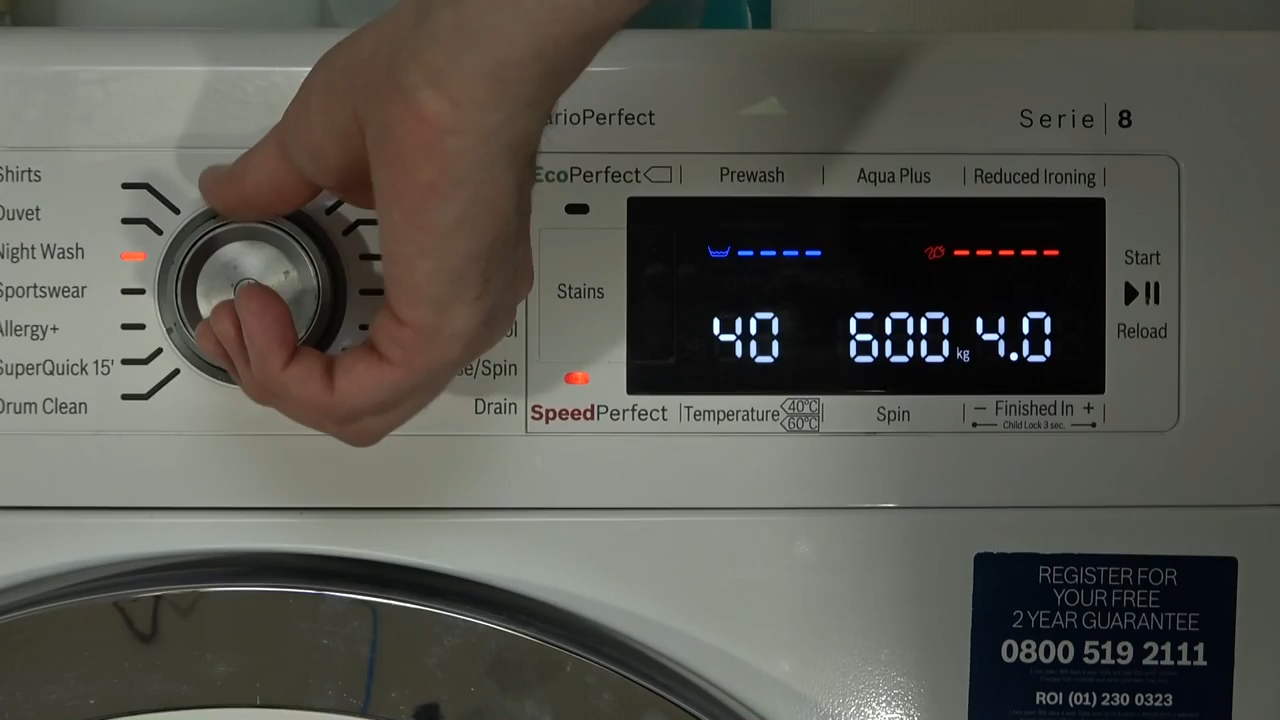 arioPerfect
Serie | 8
Shirts
Duvet
Night Wash
Sportswear
Allergy+
SuperQuick 15'
Drum Clean
e/Spin
Drain
EcoPerfect
Prewash
Aqua Plus
Reduced Ironing
Stains
40
600
kg
4.0
SpeedPerfect
Temperature
40°C
60°C
Spin
− Finished In +
Child Lock 3 sec.
Start
Reload
REGISTER FOR
YOUR FREE
2 YEAR GUARANTEE
0800 519 2111
ROI (01) 230 0323